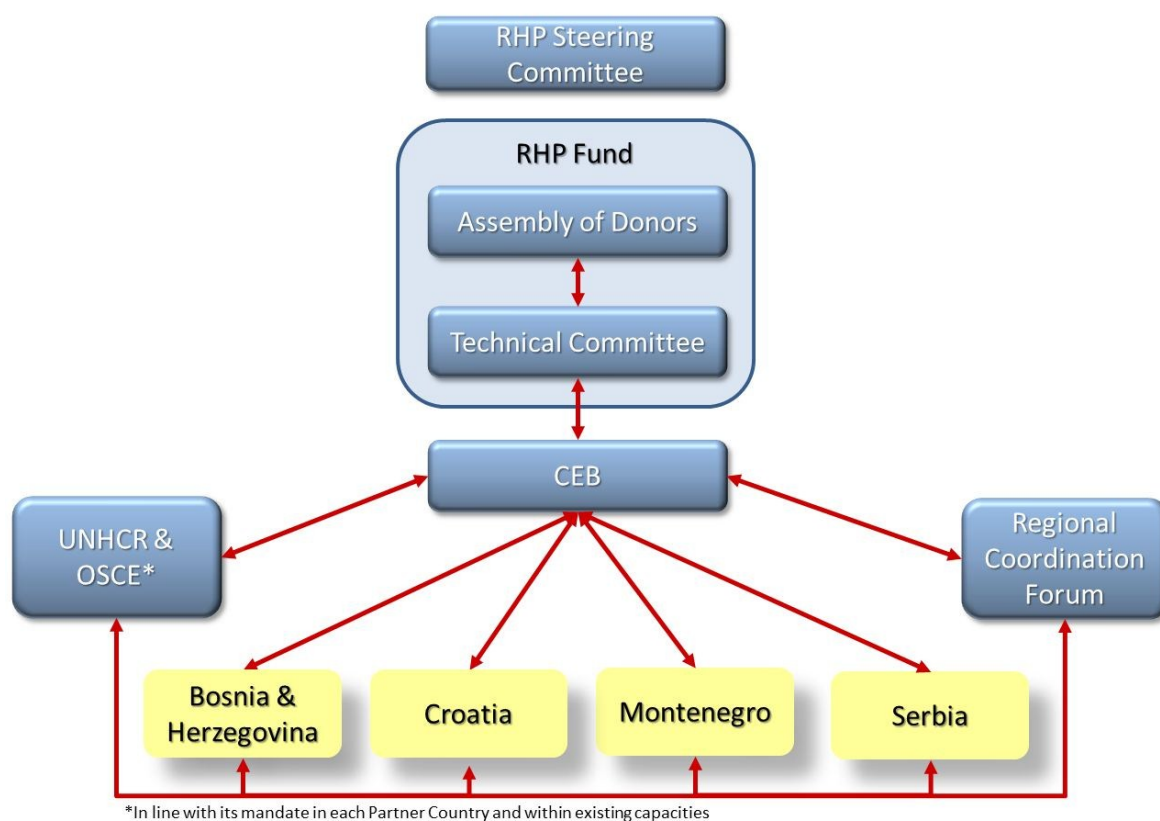 RHP Steering
Committee
RHP Fund
Assembly of Donors
Technical Committee
CEB
UNHCR &
OSCE*
Regional
Coordination
Forum
Bosnia &
Herzegovina
Croatia
Montenegro
Serbia
*In line with its mandate in each Partner Country and within existing capacities